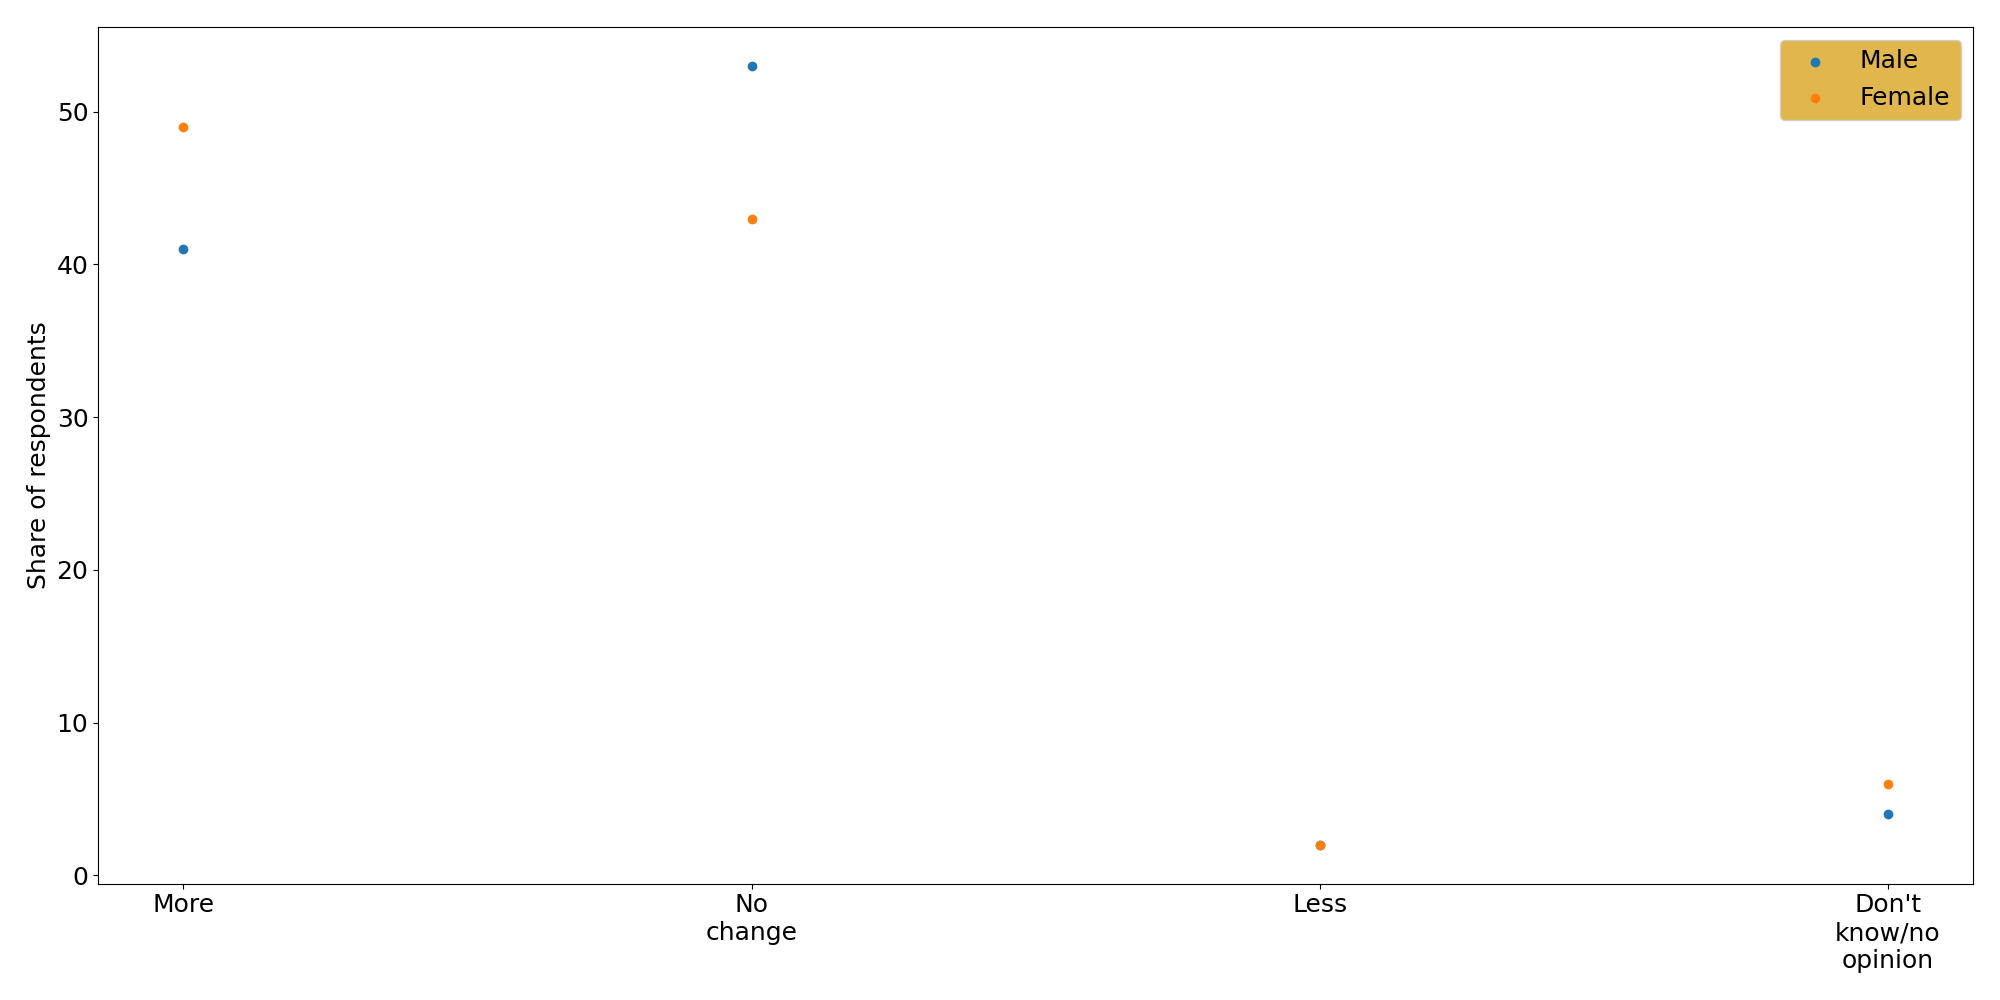 Male
Female
50
40
30
20
10
0
Share of respondents
More
No
change
Less
Don't
know/no
opinion